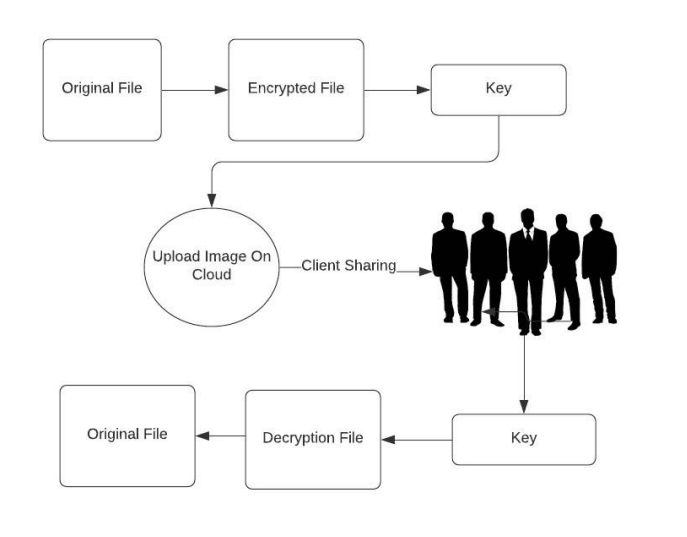 Original File
Encrypted File
Key
Upload Image On
Cloud
Client Sharing
Original File
Decryption File
Key